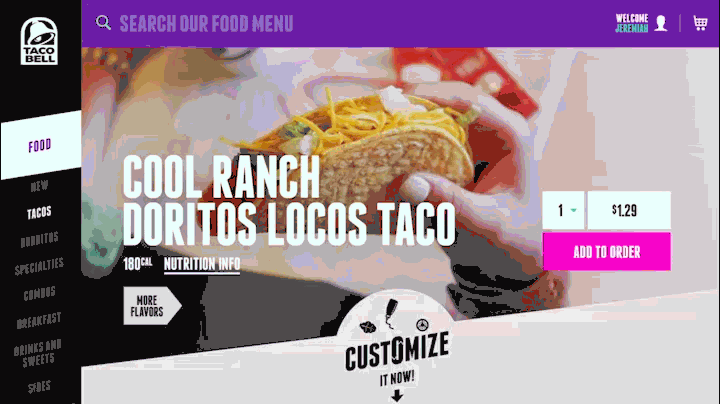 TACO
BELL
SEARCH OUR FOOD MENU
WELCOME
JEREMIAH
FOOD
NEW
TACOS
BURRITOS
SPECIALTIES
COMBOS
BREAKFAST
DRINKS AND
SWEETS
SIDES
COOL RANCH
DORITOS LOCOS TACO
180CAL NUTRITION INFO
1 $1.29
ADD TO ORDER
MORE
FLAVORS
CUSTOMIZE
IT NOW!